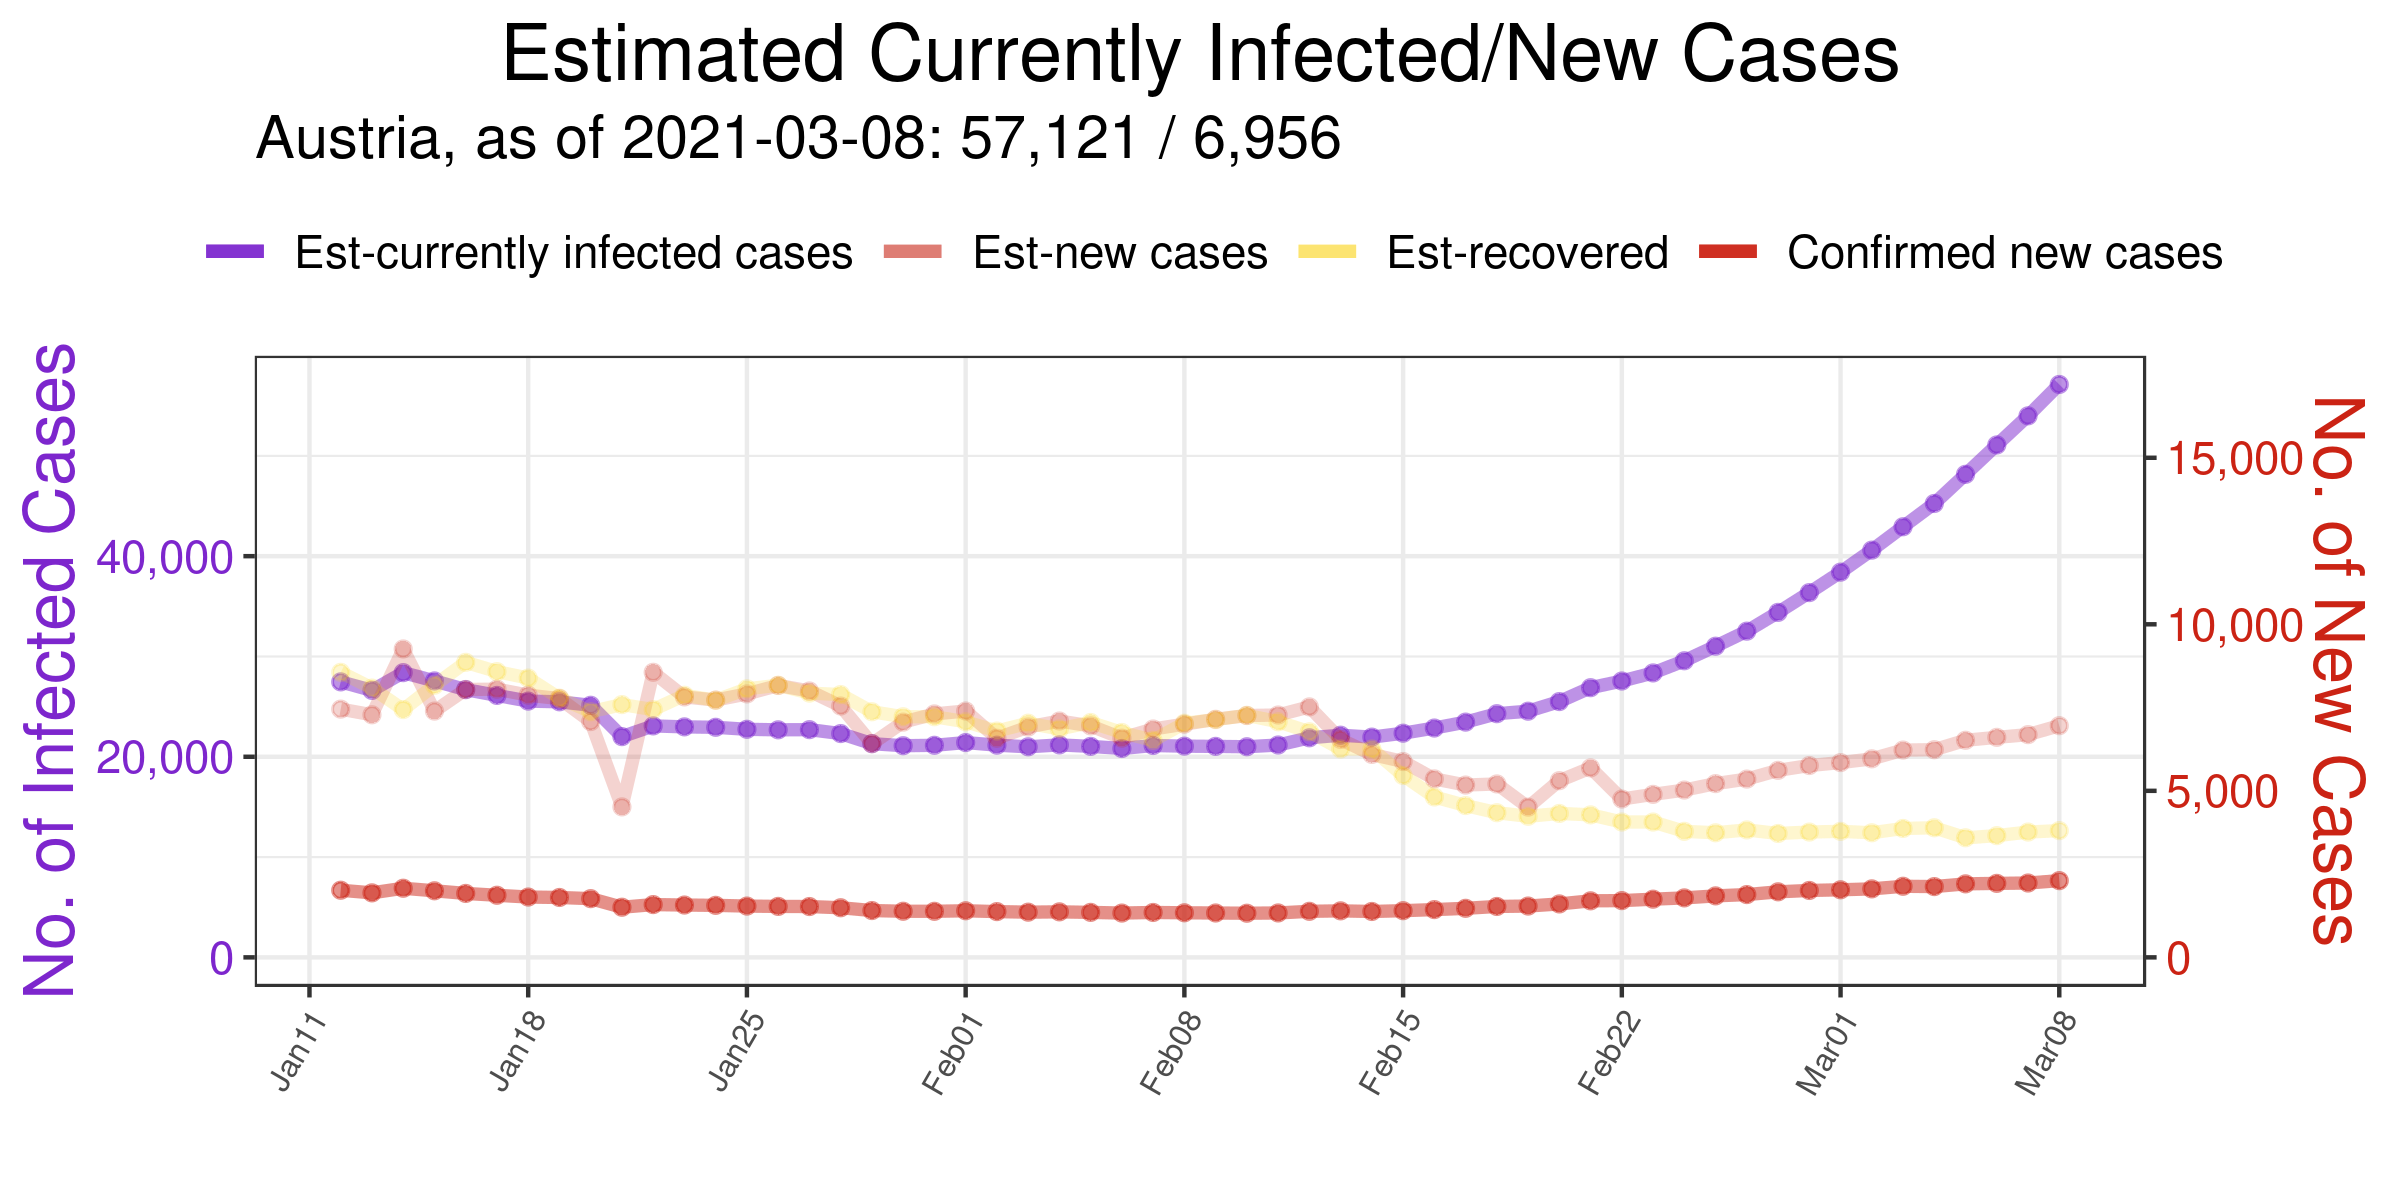 Estimated Currently Infected/New Cases
Austria, as of 2021-03-08: 57,121 / 6,956
Est-currently infected cases Est-new cases Est-recovered Confirmed new cases
No. of Infected Cases
40,000
20,000
0
15,000
10,000
5,000
0
No. of New Cases
Jan11 Jan18 Jan25 Feb01 Feb08 Feb15 Feb22 Mar01 Mar08